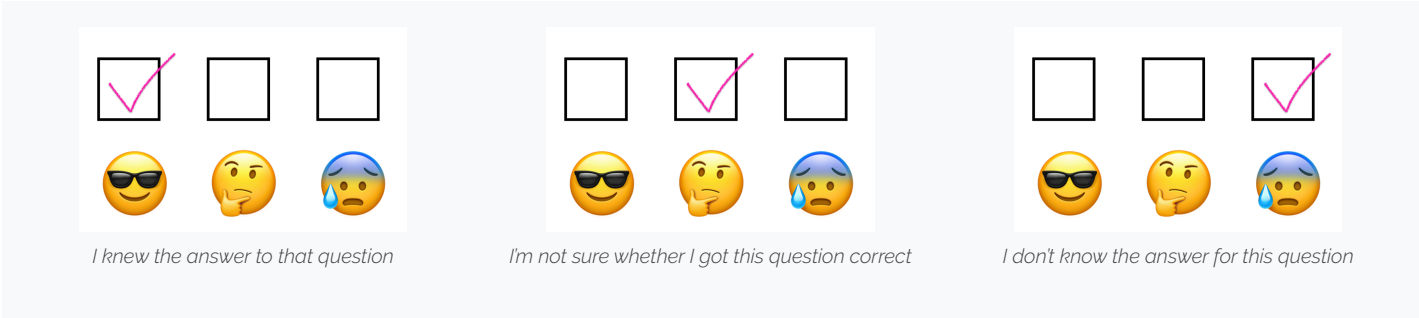 I knew the answer to that question
I’m not sure whether I got this question correct
I don’t know the answer for this question